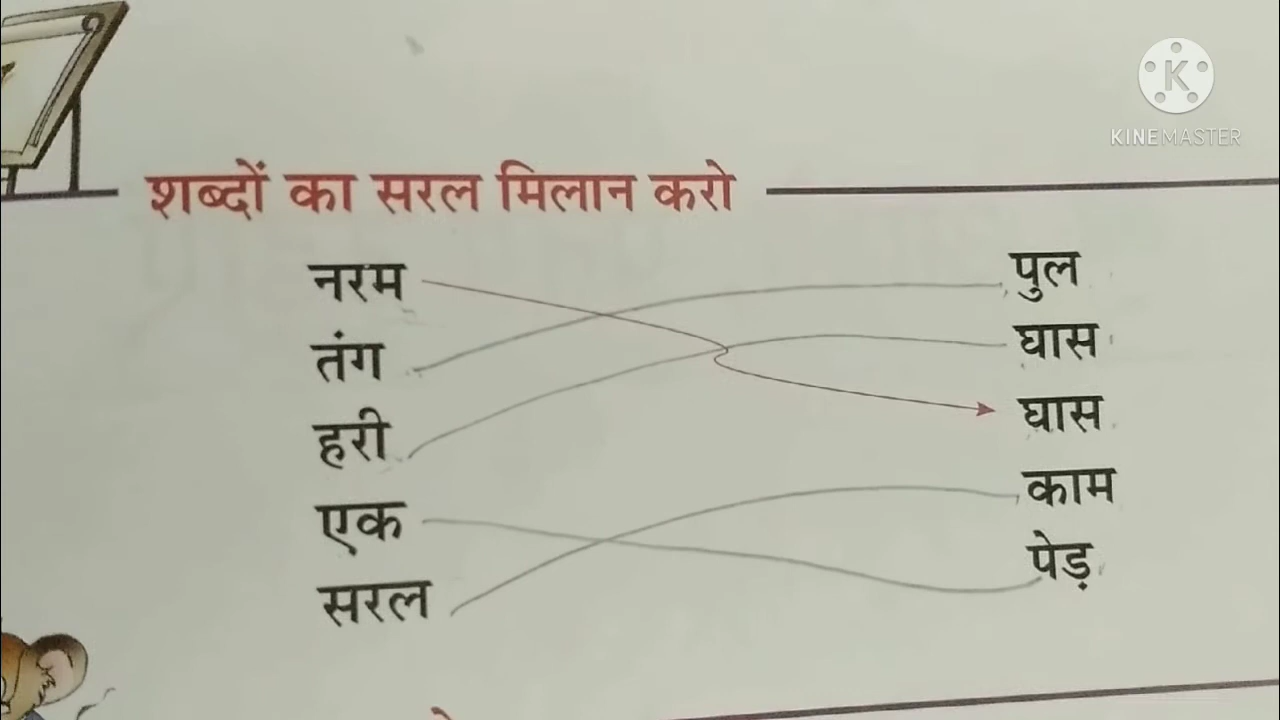 KINEMASTER
शब्दों का सरल मिलान करो
नरम पुल
तंग घास
हरी घास
एक काम
सरल पेड़